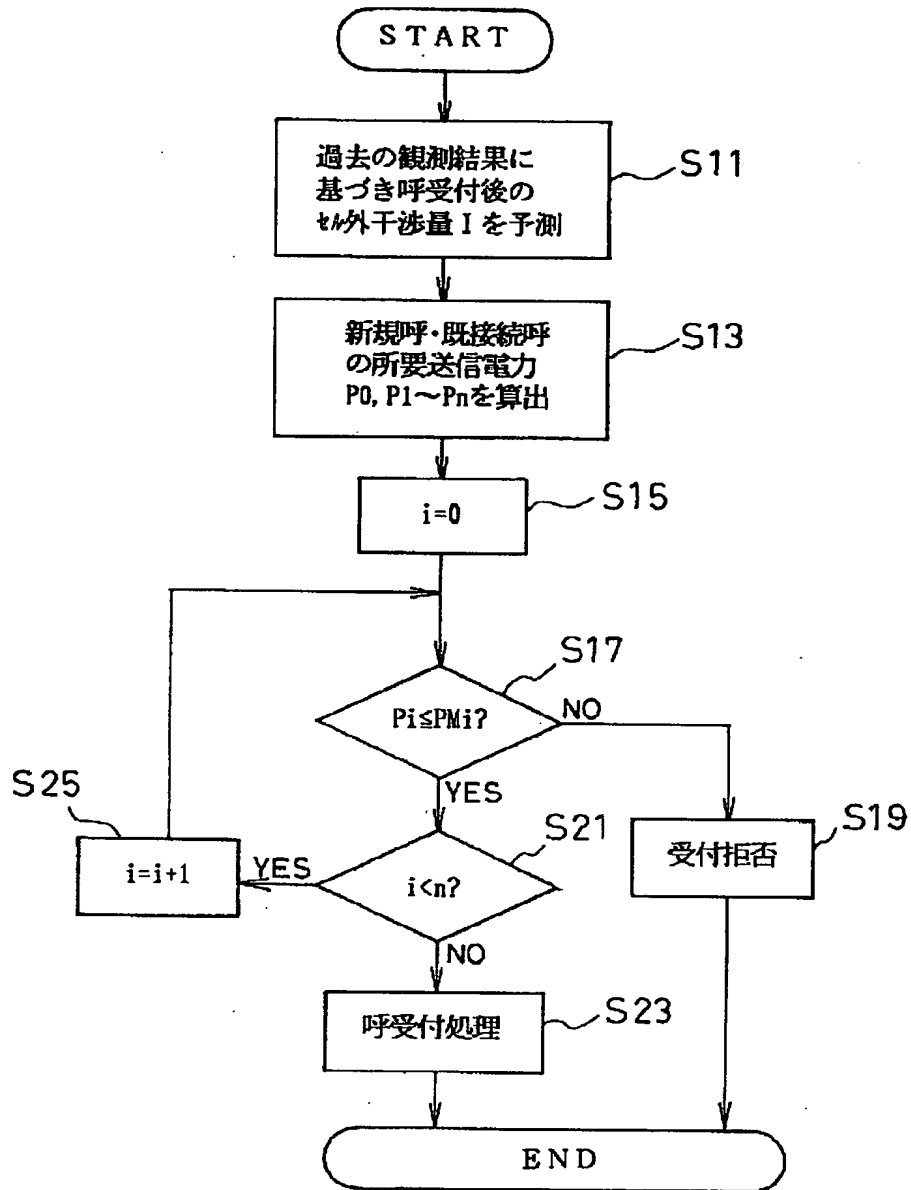 START
過去の観測結果に
基づき呼受付後の
ｾﾙ外干渉量Ｉを予測
S11
新規呼・既接続呼
の所要送信電力
P0, P1〜Pnを算出
S13
i=0
S15
Pi≦PMi?
S17
NO
YES
S25
i=i+1
YES
i<n?
S21
受付拒否
S19
NO
呼受付処理
S23
END